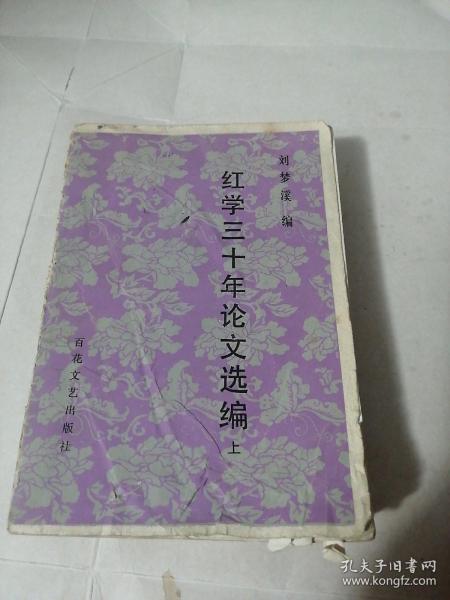 刘梦溪 编
红学三十年论文选编 上
百花文艺出版社
孔夫子旧书网
www.kongfz.com